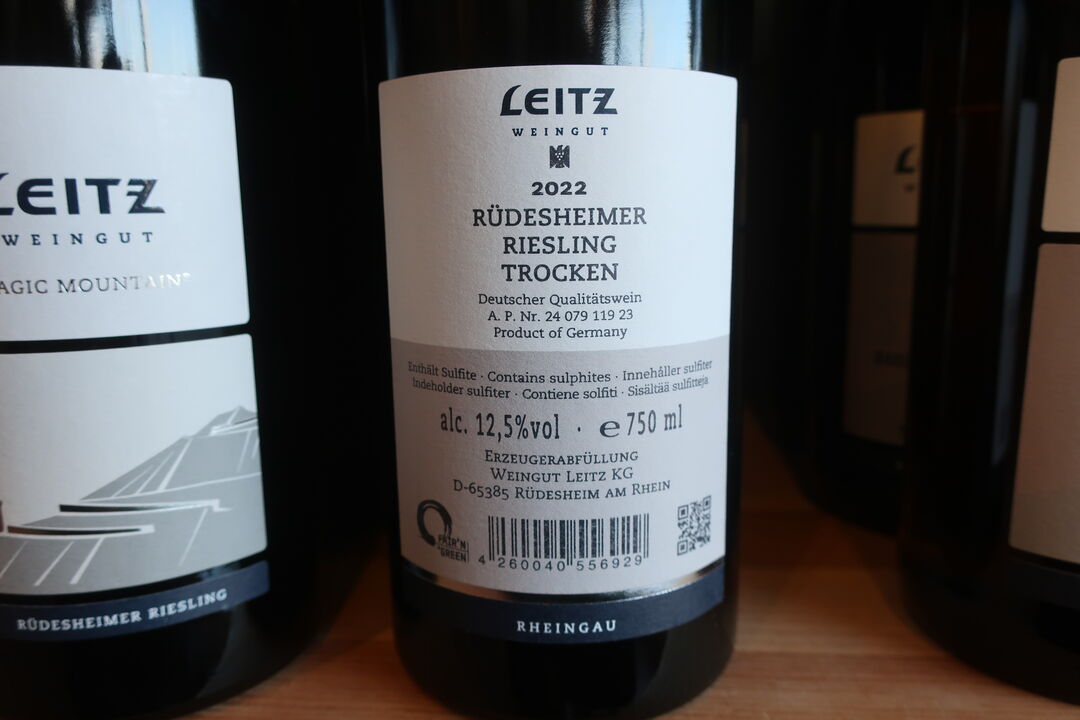 LEITZ
WEINGUT
AGIC MOUNTAIN®
RÜDESHEIMER RIESLING
LEITZ
WEINGUT
2022
RÜDESHEIMER
RIESLING
TROCKEN
Deutscher Qualitätswein
A. P. Nr. 24 079 119 23
Product of Germany
Enthält Sulfite · Contains sulphites · Innehåller sulfiter
Indeholder sulfiter · Contiene solfiti · Sisältää sulfitteja
alc. 12,5%vol · e 750 ml
ERZEUGERABFÜLLUNG
WEINGUT LEITZ KG
D-65385 RÜDESHEIM AM RHEIN
FAIR'N
GREEN
4 260040 556929
RHEINGAU